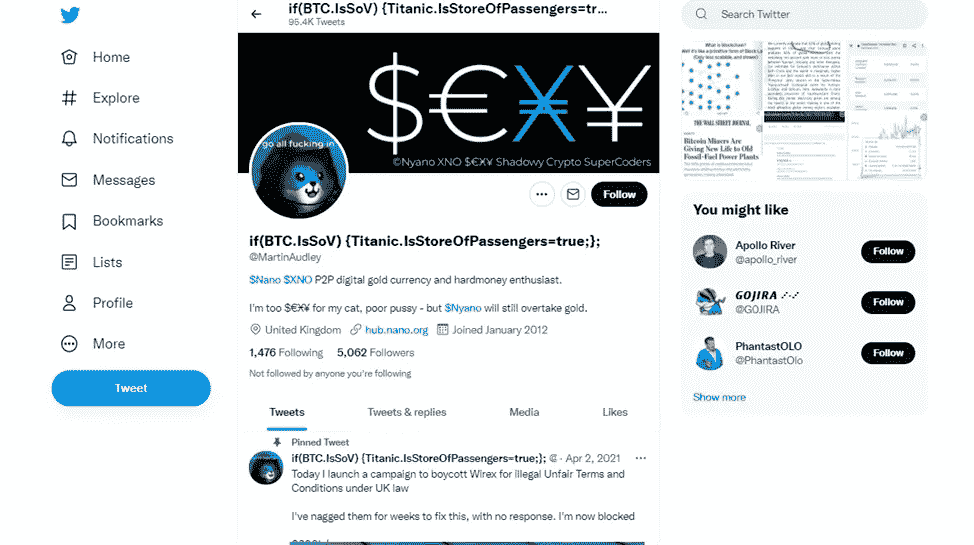 if(BTC.IsSoV) {Titanic.IsStoreOfPassengers=tr...
95.4K Tweets
Search Twitter
Home
Explore
Notifications
Messages
Bookmarks
Lists
Profile
More
Tweet
$€¥¥
©Nyano XNO $€¥¥ Shadowy Crypto SuperCoders
go all fucking in
Follow
if(BTC.IsSoV) {Titanic.IsStoreOfPassengers=true;};
@MartinAudley
$Nano $XNO P2P digital gold currency and hardmoney enthusiast.
I'm too $€¥¥ for my cat, poor pussy - but $Nyano will still overtake gold.
United Kingdom hub.nano.org Joined January 2012
1,476 Following 5,062 Followers
Not followed by anyone you're following
Tweets Tweets & replies Media Likes
Pinned Tweet
if(BTC.IsSoV) {Titanic.IsStoreOfPassengers=true;}; · Apr 2, 2021
Today I launch a campaign to boycott Wirex for illegal Unfair Terms and
Conditions under UK law
I've nagged them for weeks to fix this, with no response. I'm now blocked
What is blockchain?
THE WALL STREET JOURNAL
Bitcoin Miners Are
Giving New Life to Old
Fossil-Fuel Power Plants
You might like
Apollo River
@apollo_river
Follow
GOJIRA
@G0JIRA
Follow
PhantastOLO
@PhantastOlo
Follow
Show more